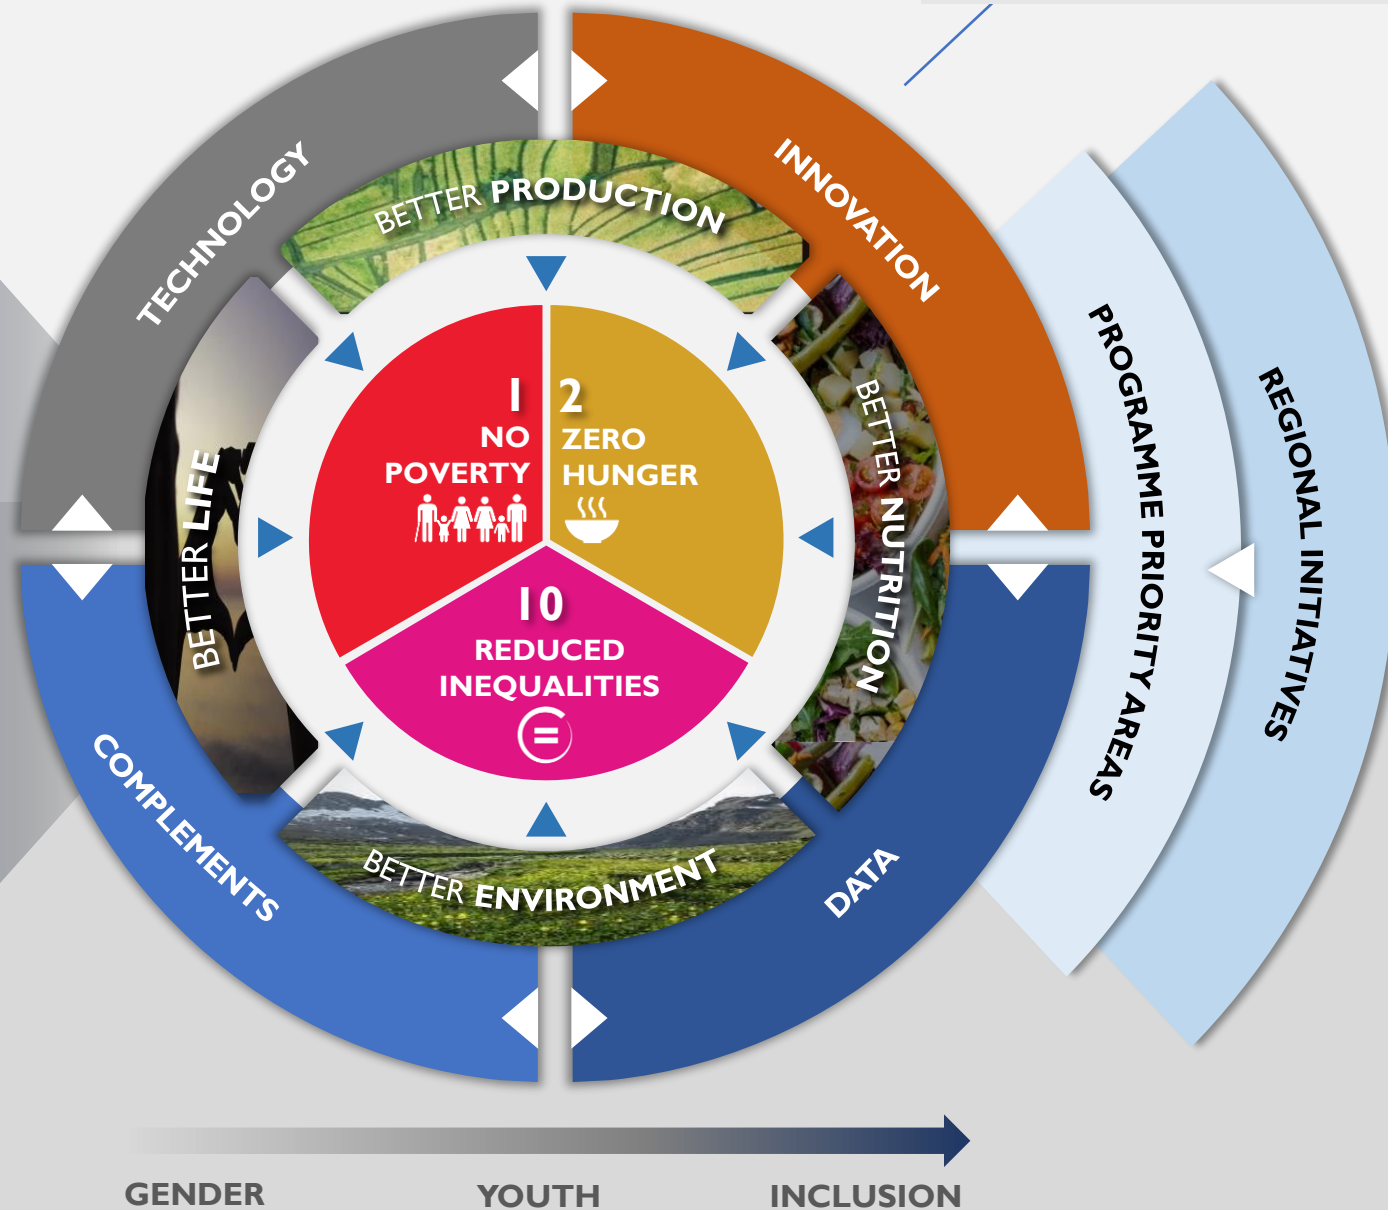 TECHNOLOGY
INNOVATION
BETTER PRODUCTION
BETTER LIFE
BETTER NUTRITION
1
NO
POVERTY
2
ZERO
HUNGER
10
REDUCED
INEQUALITIES
PROGRAMME PRIORITY AREAS
REGIONAL INITIATIVES
COMPLEMENTS
BETTER ENVIRONMENT
DATA
GENDER
YOUTH
INCLUSION